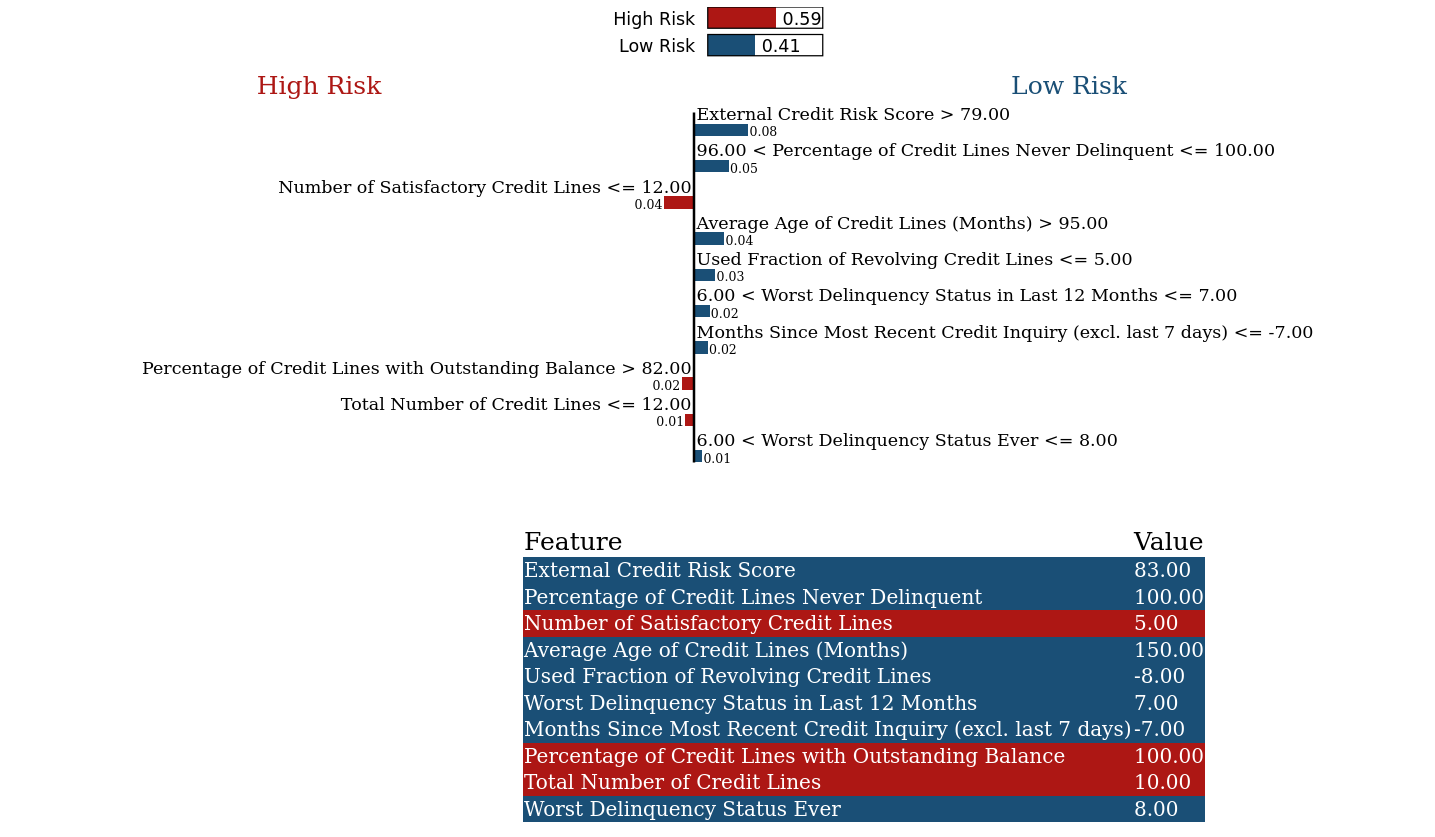 High Risk 0.59
Low Risk 0.41
High Risk Low Risk
External Credit Risk Score > 79.00
0.08
96.00 < Percentage of Credit Lines Never Delinquent <= 100.00
0.05
Number of Satisfactory Credit Lines <= 12.00
0.04
Average Age of Credit Lines (Months) > 95.00
0.04
Used Fraction of Revolving Credit Lines <= 5.00
0.03
6.00 < Worst Delinquency Status in Last 12 Months <= 7.00
0.02
Months Since Most Recent Credit Inquiry (excl. last 7 days) <= -7.00
0.02
Percentage of Credit Lines with Outstanding Balance > 82.00
0.02
Total Number of Credit Lines <= 12.00
0.01
6.00 < Worst Delinquency Status Ever <= 8.00
0.01
Feature Value
External Credit Risk Score 83.00
Percentage of Credit Lines Never Delinquent 100.00
Number of Satisfactory Credit Lines 5.00
Average Age of Credit Lines (Months) 150.00
Used Fraction of Revolving Credit Lines -8.00
Worst Delinquency Status in Last 12 Months 7.00
Months Since Most Recent Credit Inquiry (excl. last 7 days) -7.00
Percentage of Credit Lines with Outstanding Balance 100.00
Total Number of Credit Lines 10.00
Worst Delinquency Status Ever 8.00